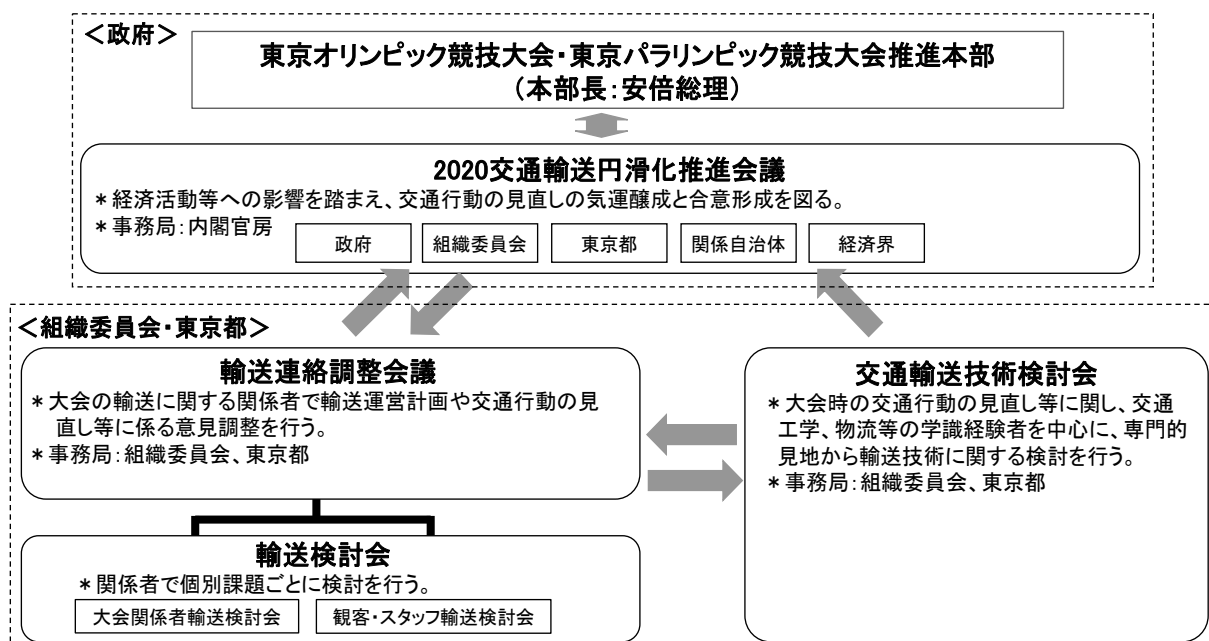 ＜政府＞
東京オリンピック競技大会・東京パラリンピック競技大会推進本部
（本部長：安倍総理）
2020交通輸送円滑化推進会議
＊経済活動等への影響を踏まえ、交通行動の見直しの気運醸成と合意形成を図る。
＊事務局：内閣官房
政府
組織委員会
東京都
関係自治体
経済界
＜組織委員会・東京都＞
輸送連絡調整会議
＊大会の輸送に関する関係者で輸送運営計画や交通行動の見
直し等に係る意見調整を行う。
＊事務局：組織委員会、東京都
交通輸送技術検討会
＊大会時の交通行動の見直し等に関し、交通
工学、物流等の学識経験者を中心に、専門的
見地から輸送技術に関する検討を行う。
＊事務局：組織委員会、東京都
輸送検討会
＊関係者で個別課題ごとに検討を行う。
大会関係者輸送検討会
観客・スタッフ輸送検討会